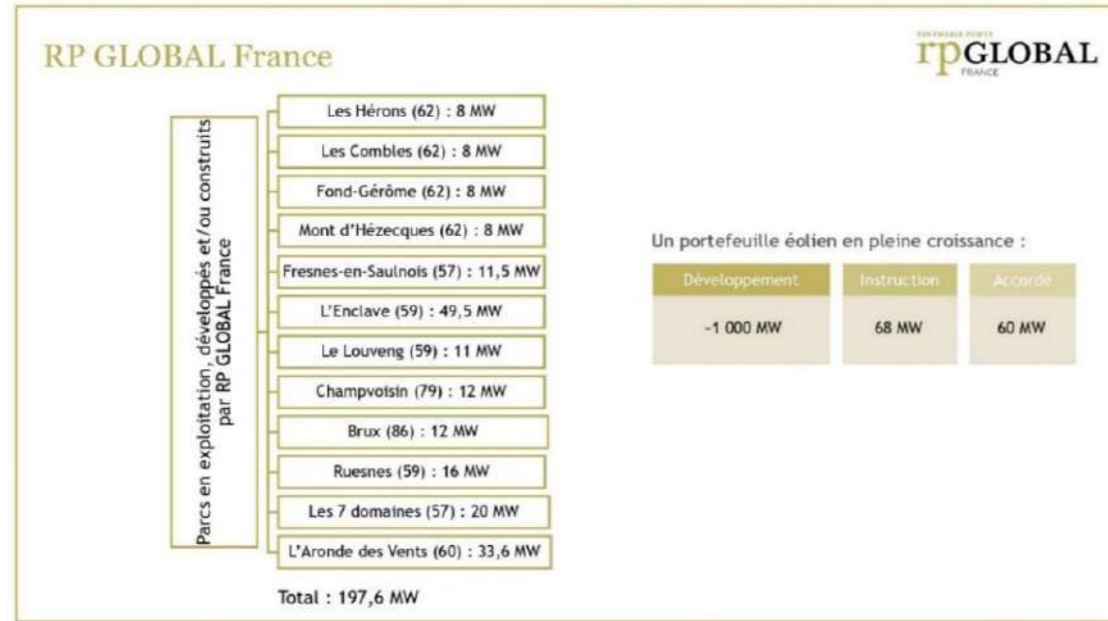 RP GLOBAL France
RENEWABLE POWER
rpGLOBAL
FRANCE
Parcs en exploitation, développés et/ou construits
par RP GLOBAL France
Les Hérons (62) : 8 MW
Les Combles (62) : 8 MW
Fond-Gérôme (62) : 8 MW
Mont d'Hézecques (62) : 8 MW
Fresnes-en-Saulnois (57) : 11,5 MW
L'Enclave (59) : 49,5 MW
Le Louveng (59) : 11 MW
Champvoisin (79) : 12 MW
Brux (86) : 12 MW
Ruesnes (59) : 16 MW
Les 7 domaines (57) : 20 MW
L'Aronde des Vents (60) : 33,6 MW
Total : 197,6 MW
Un portefeuille éolien en pleine croissance :
Développement Instruction Accordé
~1 000 MW 68 MW 60 MW